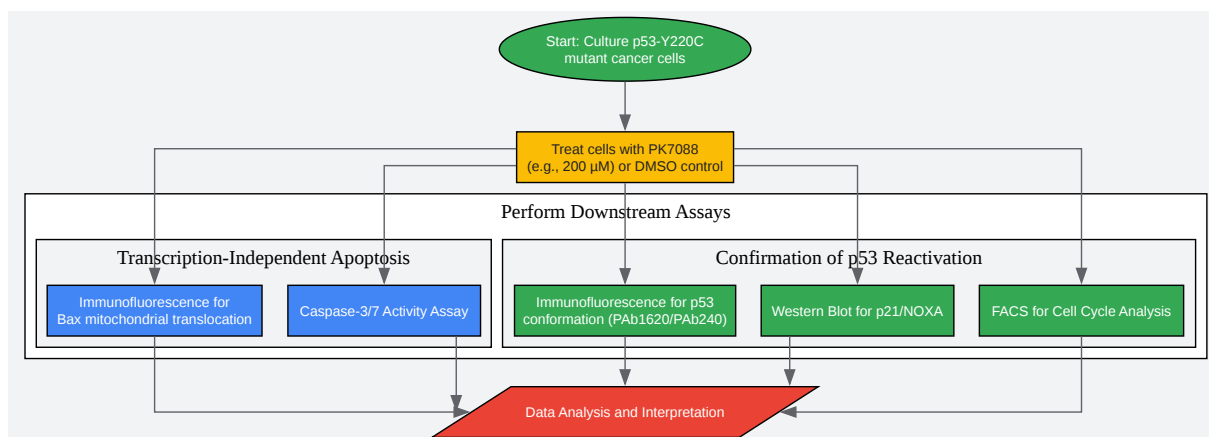 Start: Culture p53-Y220C
mutant cancer cells
Treat cells with PK7088
(e.g., 200 µM) or DMSO control
Perform Downstream Assays
Transcription-Independent Apoptosis
Confirmation of p53 Reactivation
Immunofluorescence for
Bax mitochondrial translocation
Caspase-3/7 Activity Assay
Immunofluorescence for p53
conformation (PAb1620/PAb240)
Western Blot for p21/NOXA
FACS for Cell Cycle Analysis
Data Analysis and Interpretation